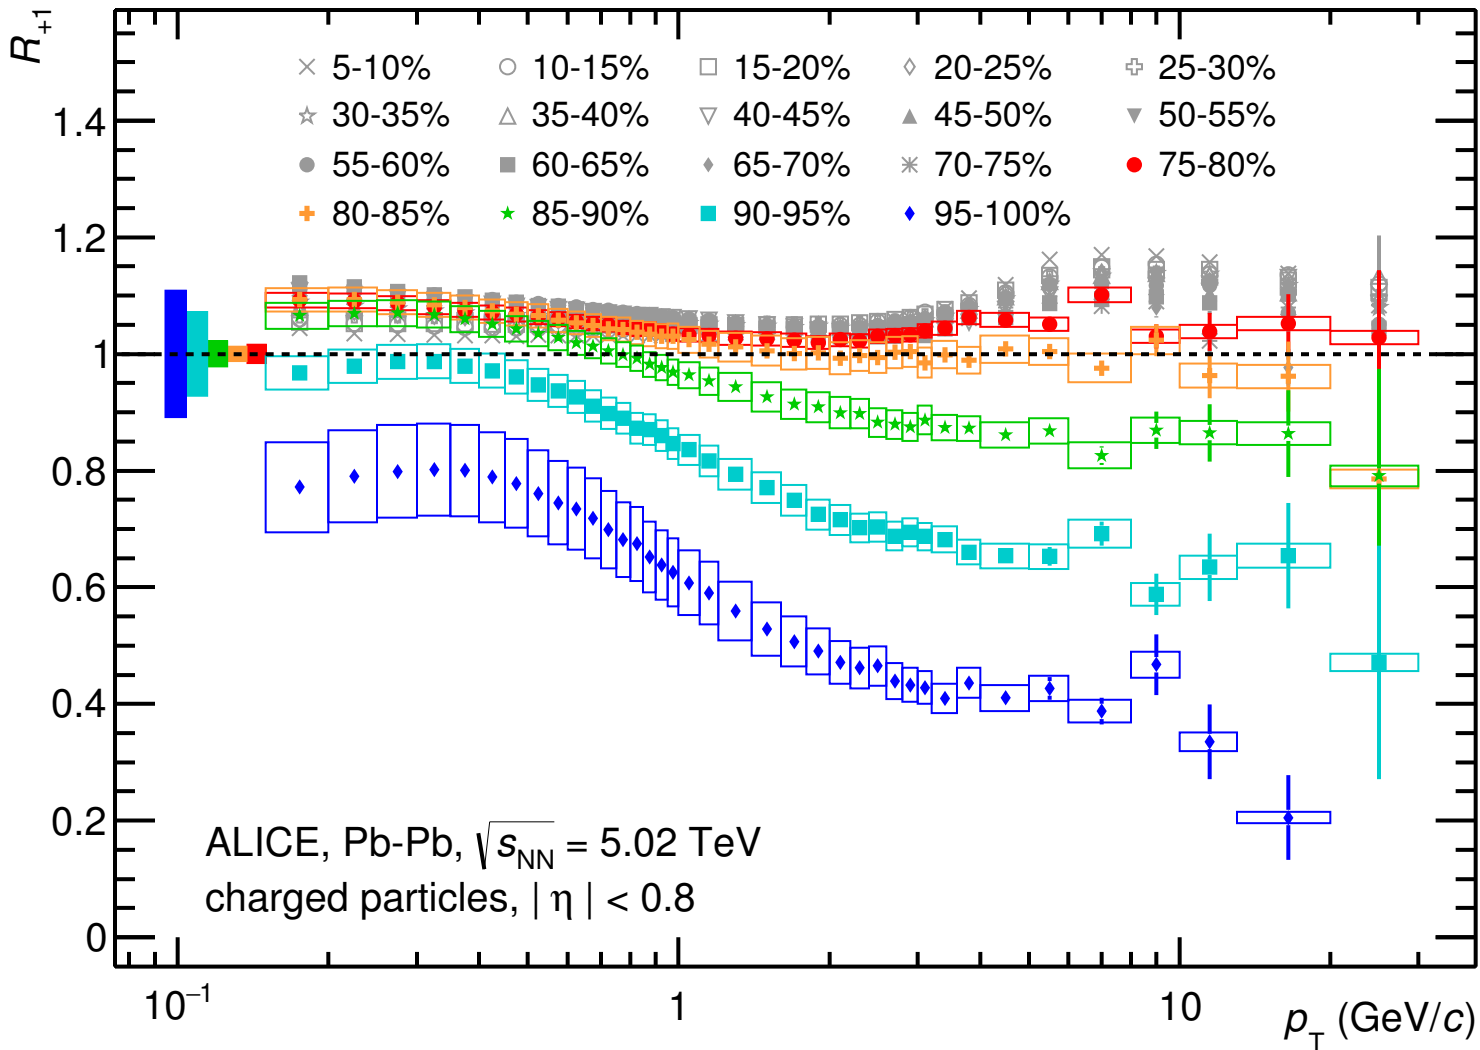 R+1
5-10% 10-15% 15-20% 20-25% 25-30%
30-35% 35-40% 40-45% 45-50% 50-55%
55-60% 60-65% 65-70% 70-75% 75-80%
80-85% 85-90% 90-95% 95-100%
1.4
1.2
1
0.8
0.6
0.4
0.2
0
ALICE, Pb-Pb, √sNN = 5.02 TeV
charged particles, | η | < 0.8
10−1 1 10
pT (GeV/c)